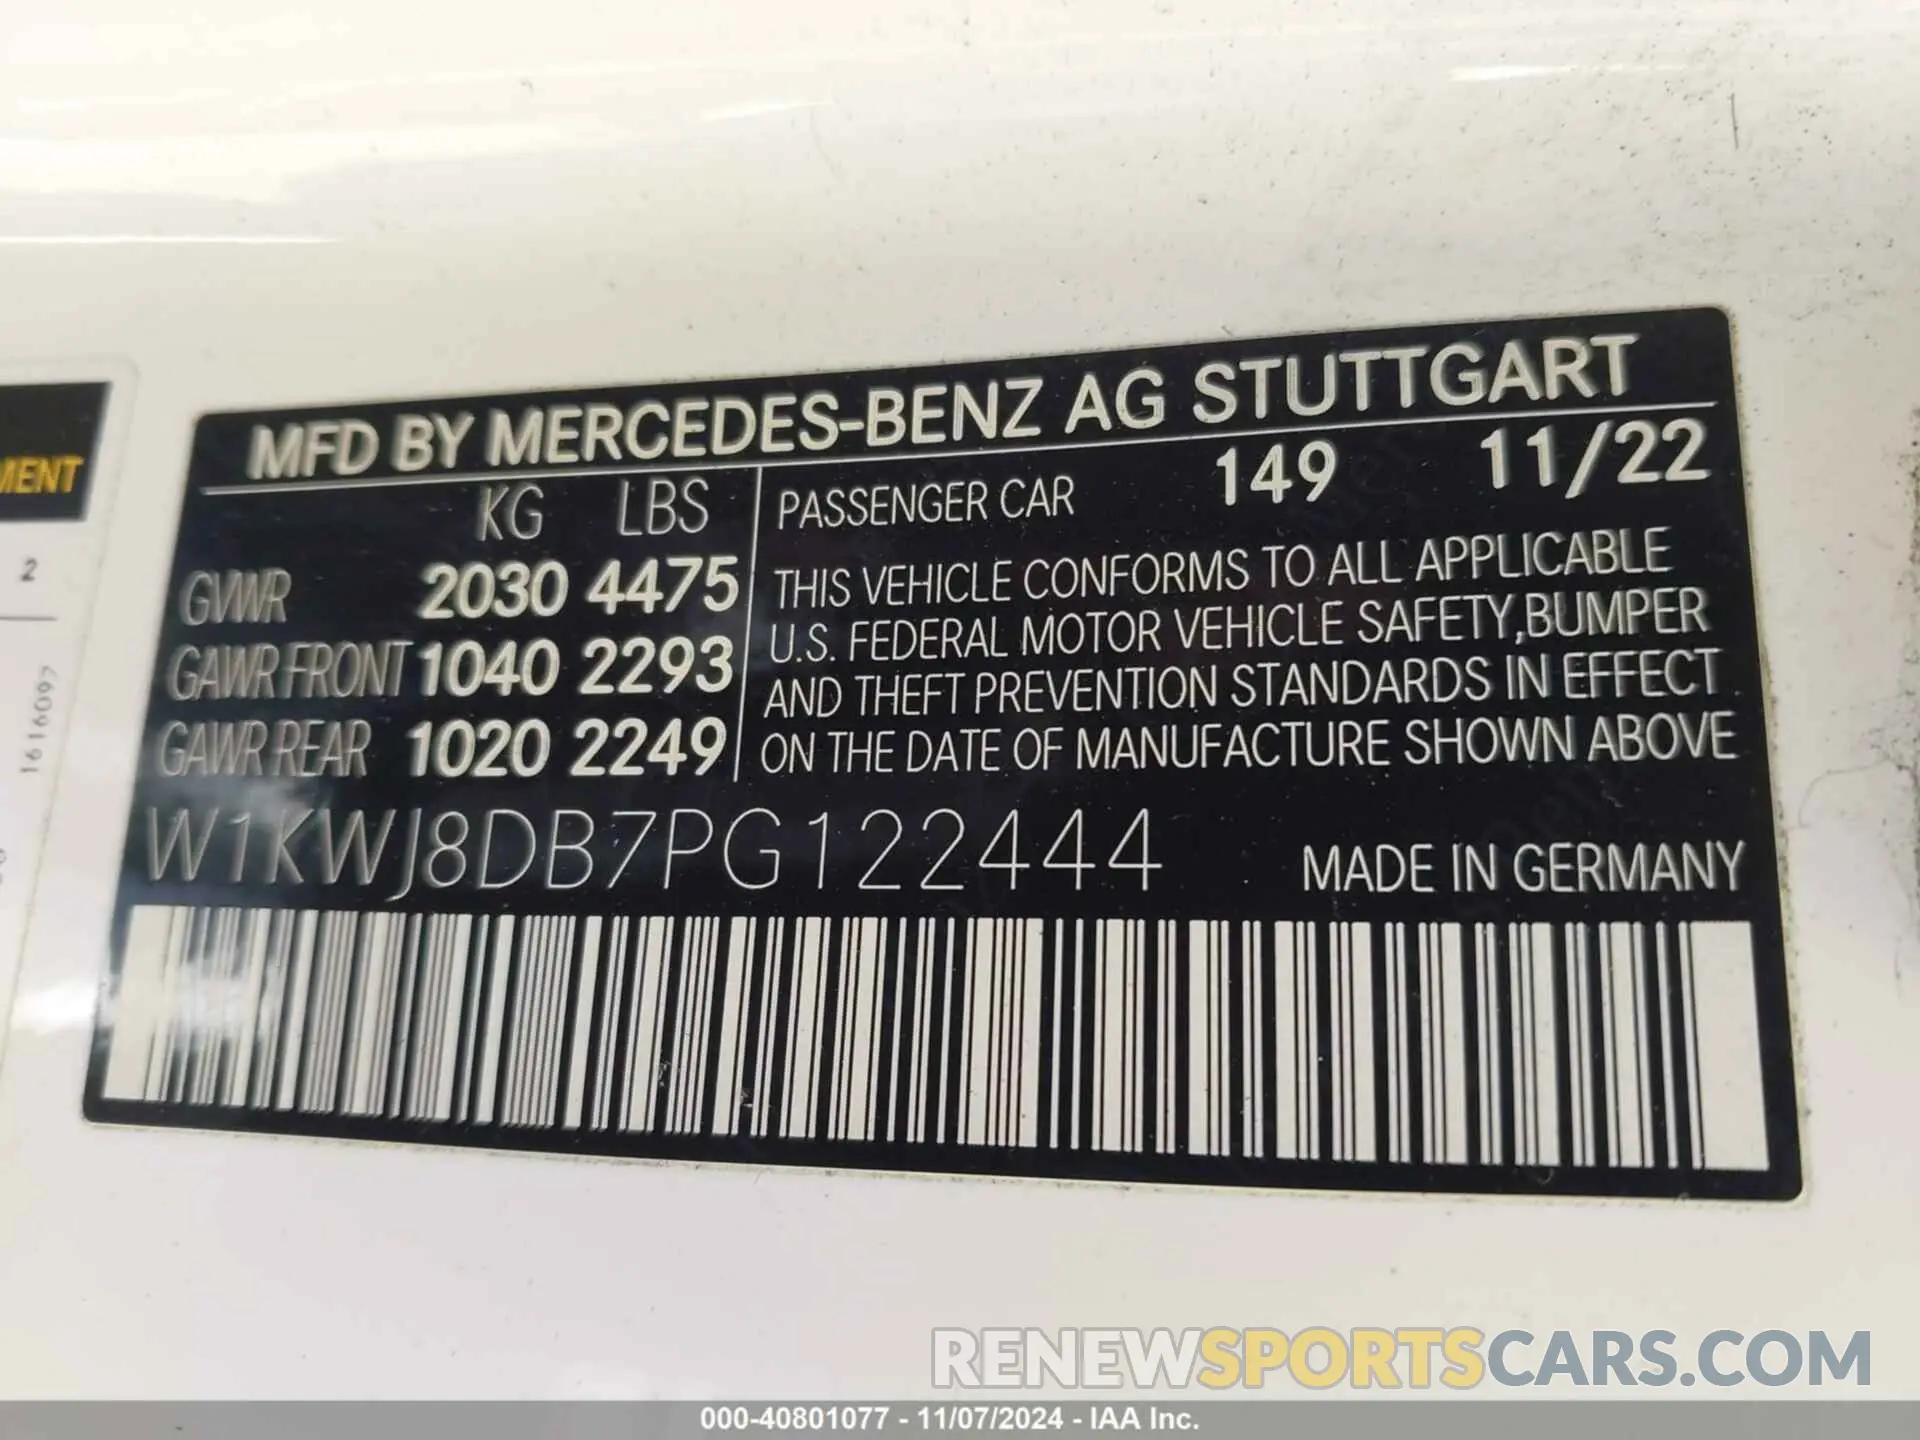 MFD BY MERCEDES-BENZ AG STUTTGART
KG LBS
PASSENGER CAR 149 11/22
GVWR 2030 4475
GAWR FRONT 1040 2293
GAWR REAR 1020 2249
THIS VEHICLE CONFORMS TO ALL APPLICABLE
U.S. FEDERAL MOTOR VEHICLE SAFETY,BUMPER
AND THEFT PREVENTION STANDARDS IN EFFECT
ON THE DATE OF MANUFACTURE SHOWN ABOVE
W1KWJ8DB7PG122444
MADE IN GERMANY
2
1616097
RENEWSPORTSCARS.COM
000-40801077 - 11/07/2024 - IAA Inc.